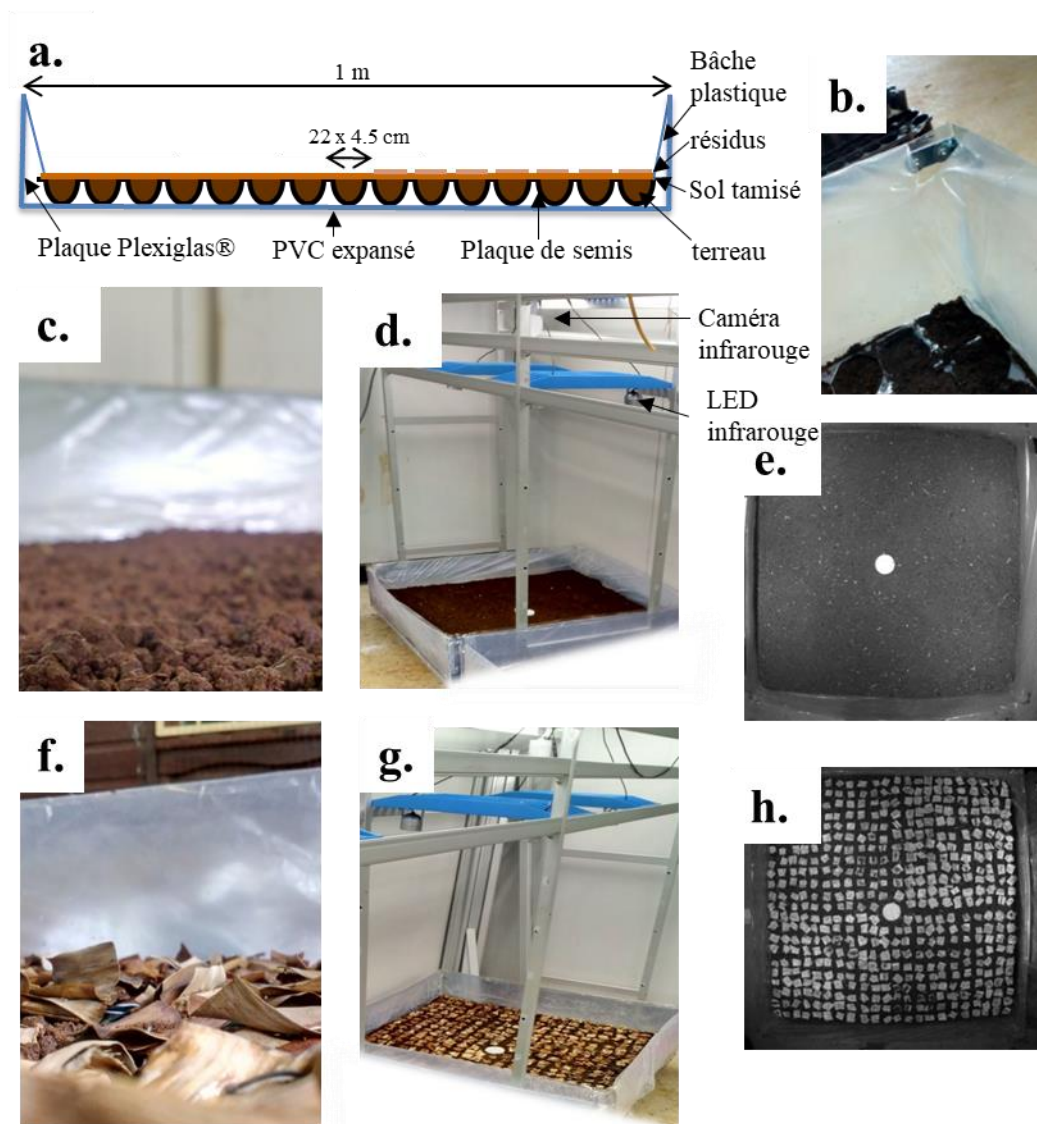 a.
1 m
22 x 4.5 cm
Bâche
plastique
résidus
Sol tamisé
terreau
Plaque Plexiglas®
PVC expansé
Plaque de semis
b.
c.
d.
Caméra
infrarouge
LED
infrarouge
e.
f.
g.
h.